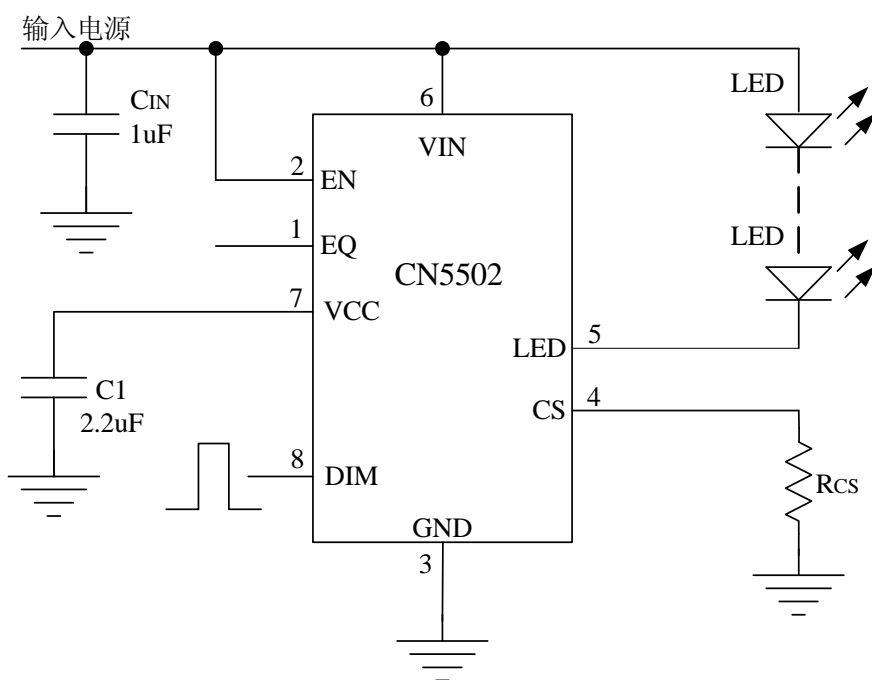 输入电源
CIN
1uF
6
VIN
LED
2
EN
1
EQ
CN5502
LED
7
VCC
LED
5
C1
2.2uF
CS
4
8
DIM
RCS
GND
3